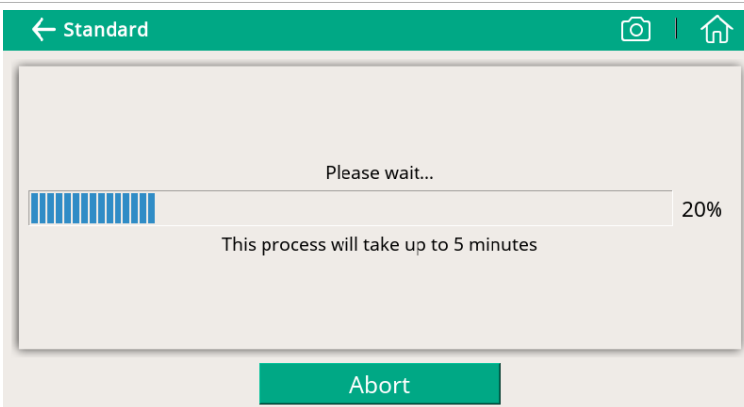 Standard
Please wait...
20%
This process will take up to 5 minutes
Abort